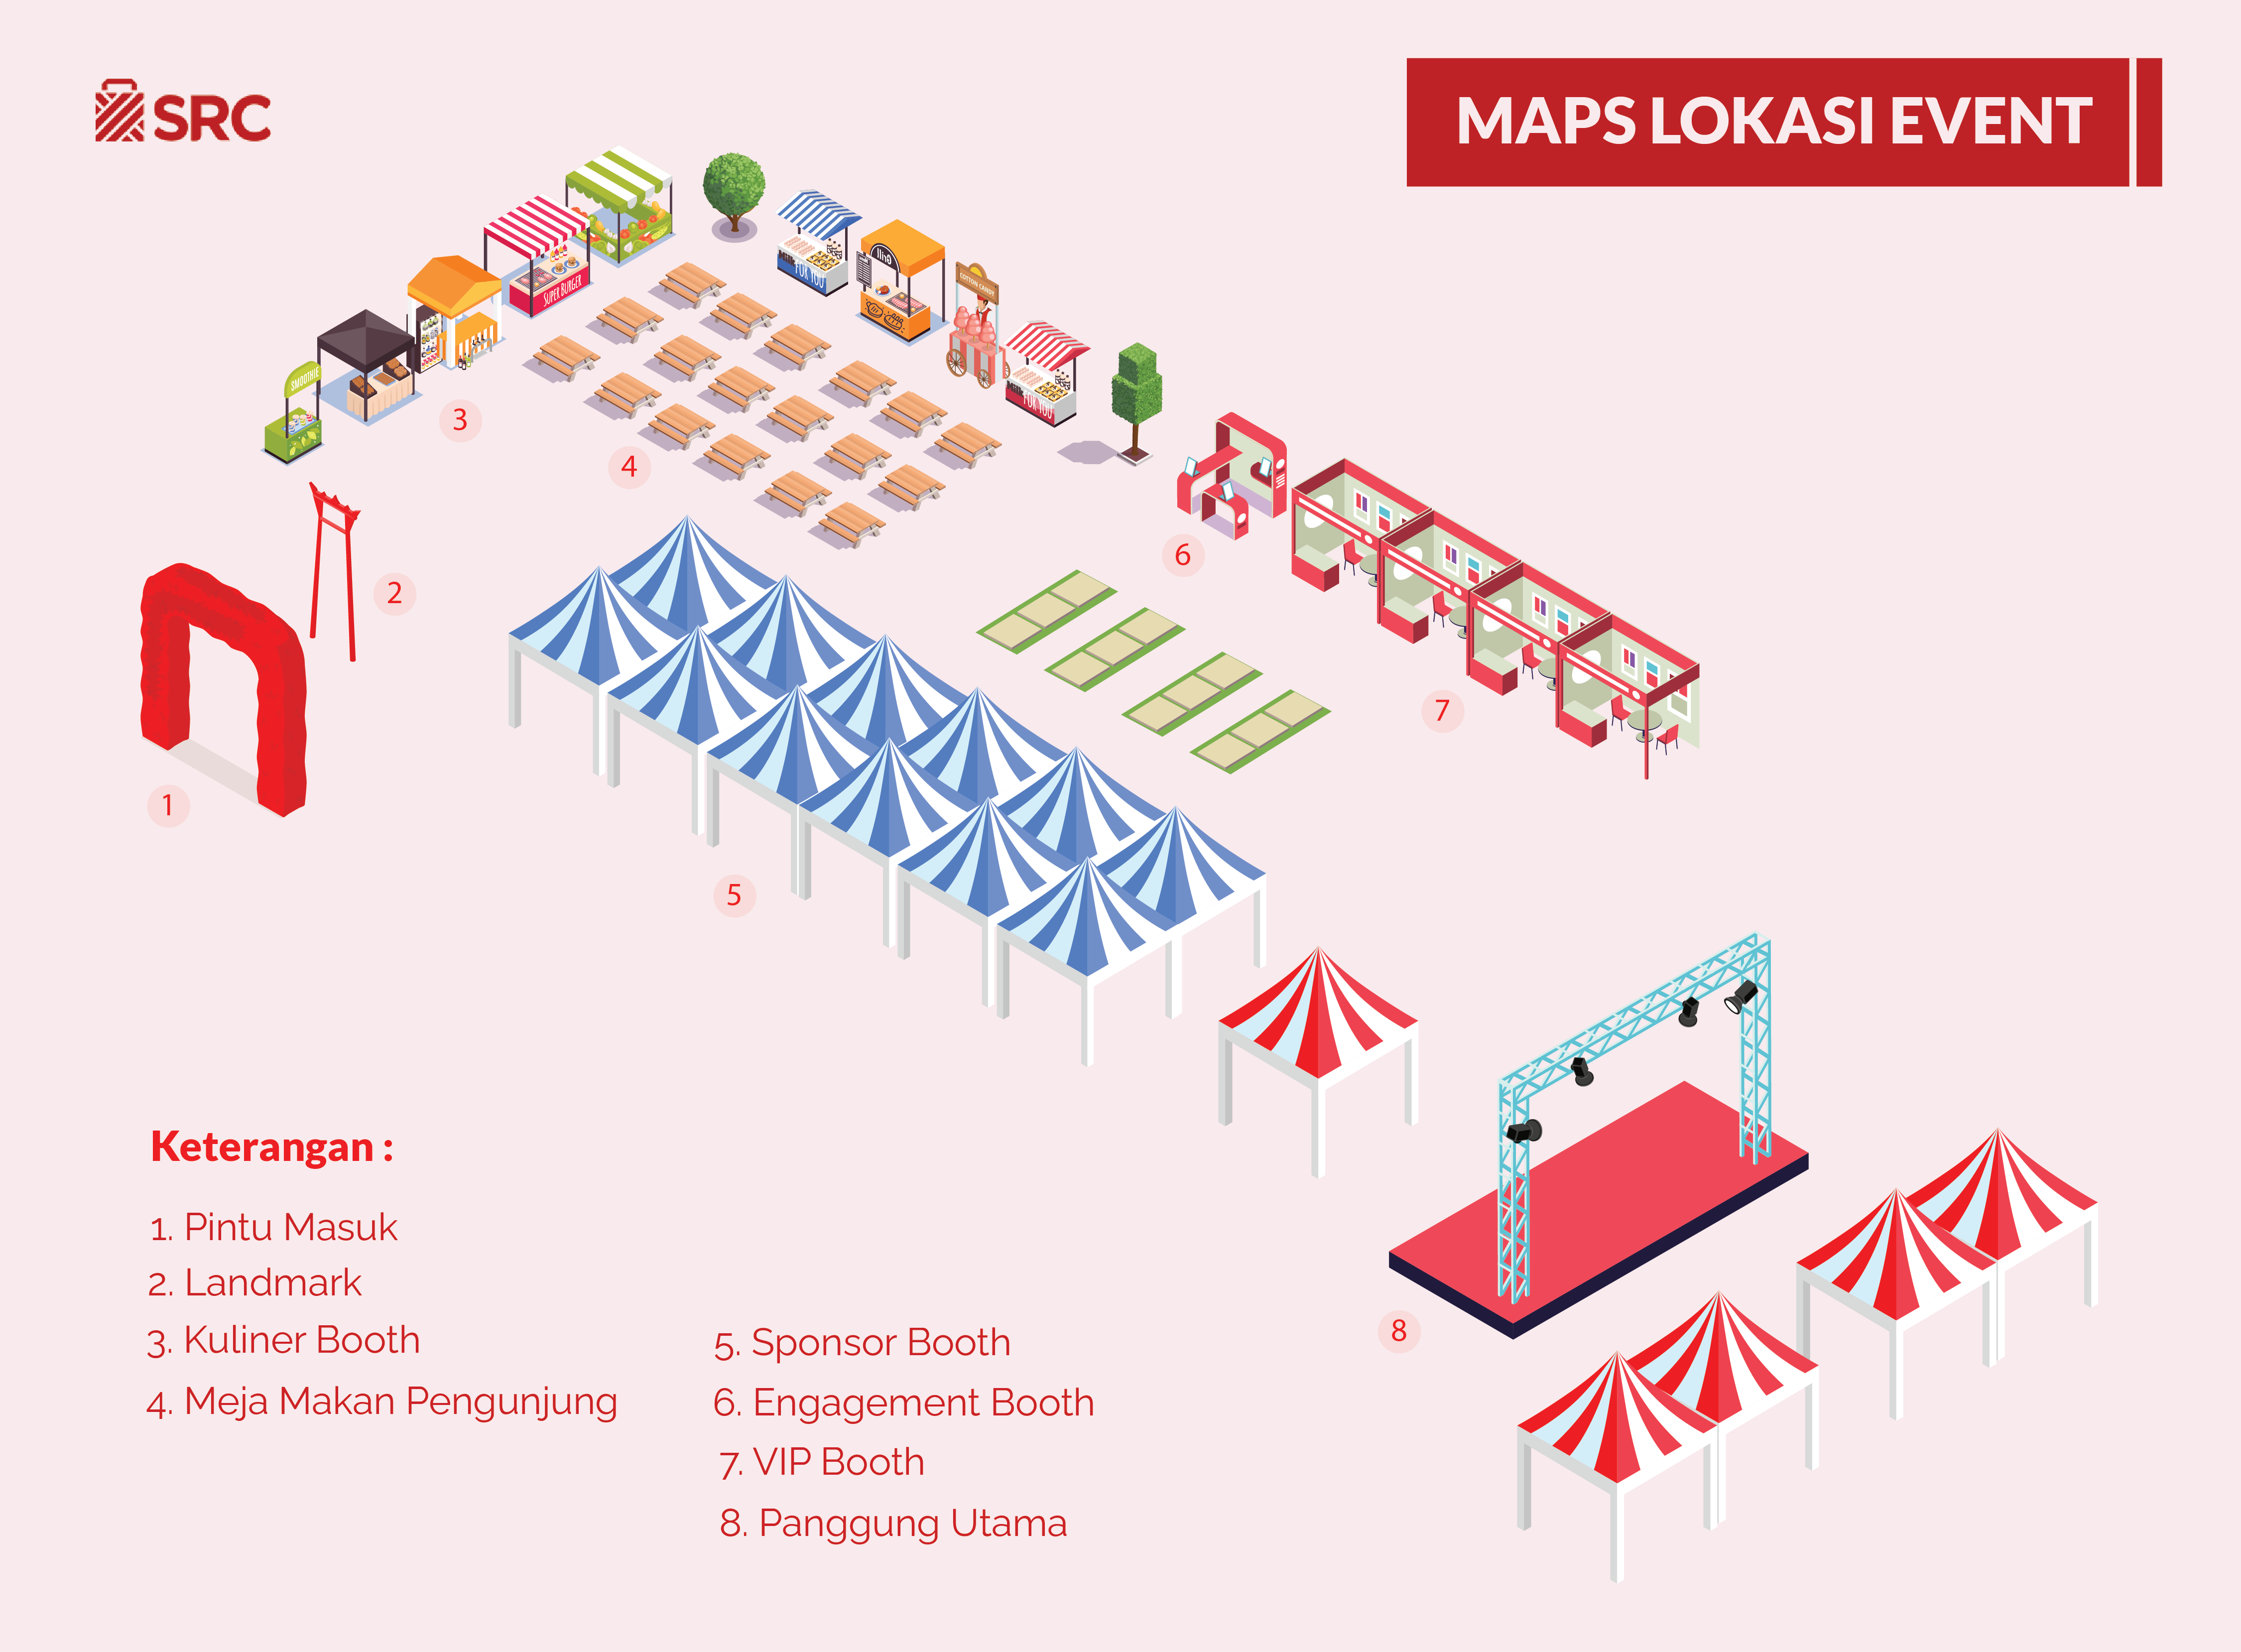 SRC
MAPS LOKASI EVENT
SMOOTHIE
SUPER BURGER
FOR YOU
COTTON CANDY
FOR YOU
1
2
3
4
5
6
7
8
Keterangan :
1. Pintu Masuk
2. Landmark
3. Kuliner Booth
4. Meja Makan Pengunjung
5. Sponsor Booth
6. Engagement Booth
7. VIP Booth
8. Panggung Utama